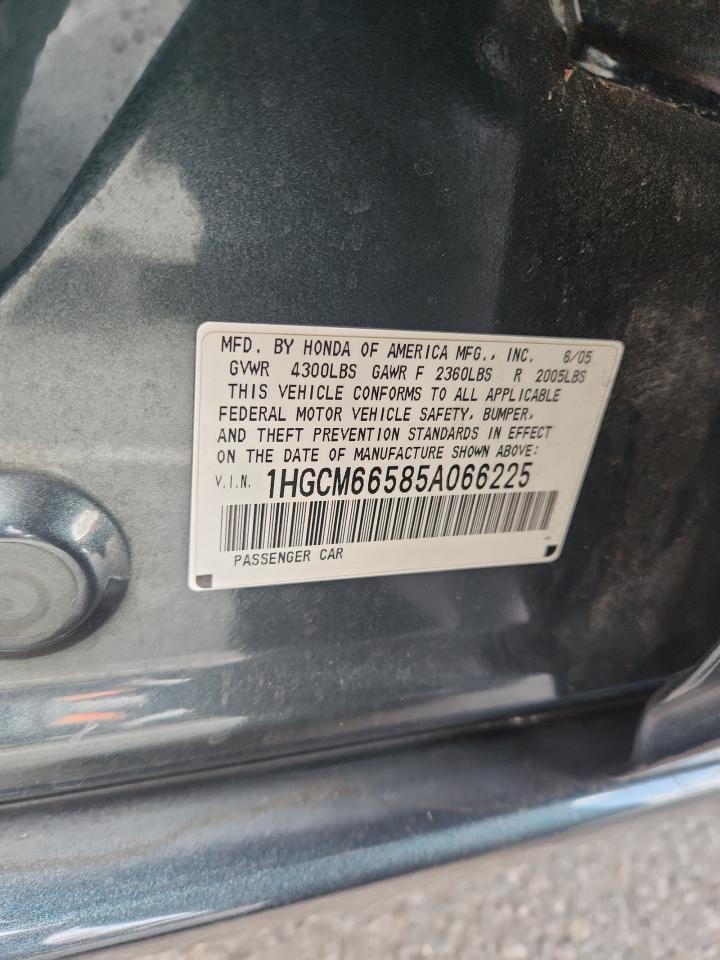 MFD. BY HONDA OF AMERICA MFG., INC. 6/05
GVWR 4300LBS GAWR F 2360LBS R 2005LBS
THIS VEHICLE CONFORMS TO ALL APPLICABLE
FEDERAL MOTOR VEHICLE SAFETY, BUMPER,
AND THEFT PREVENTION STANDARDS IN EFFECT
ON THE DATE OF MANUFACTURE SHOWN ABOVE:
V.I.N. 1HGCM66585A066225
PASSENGER CAR